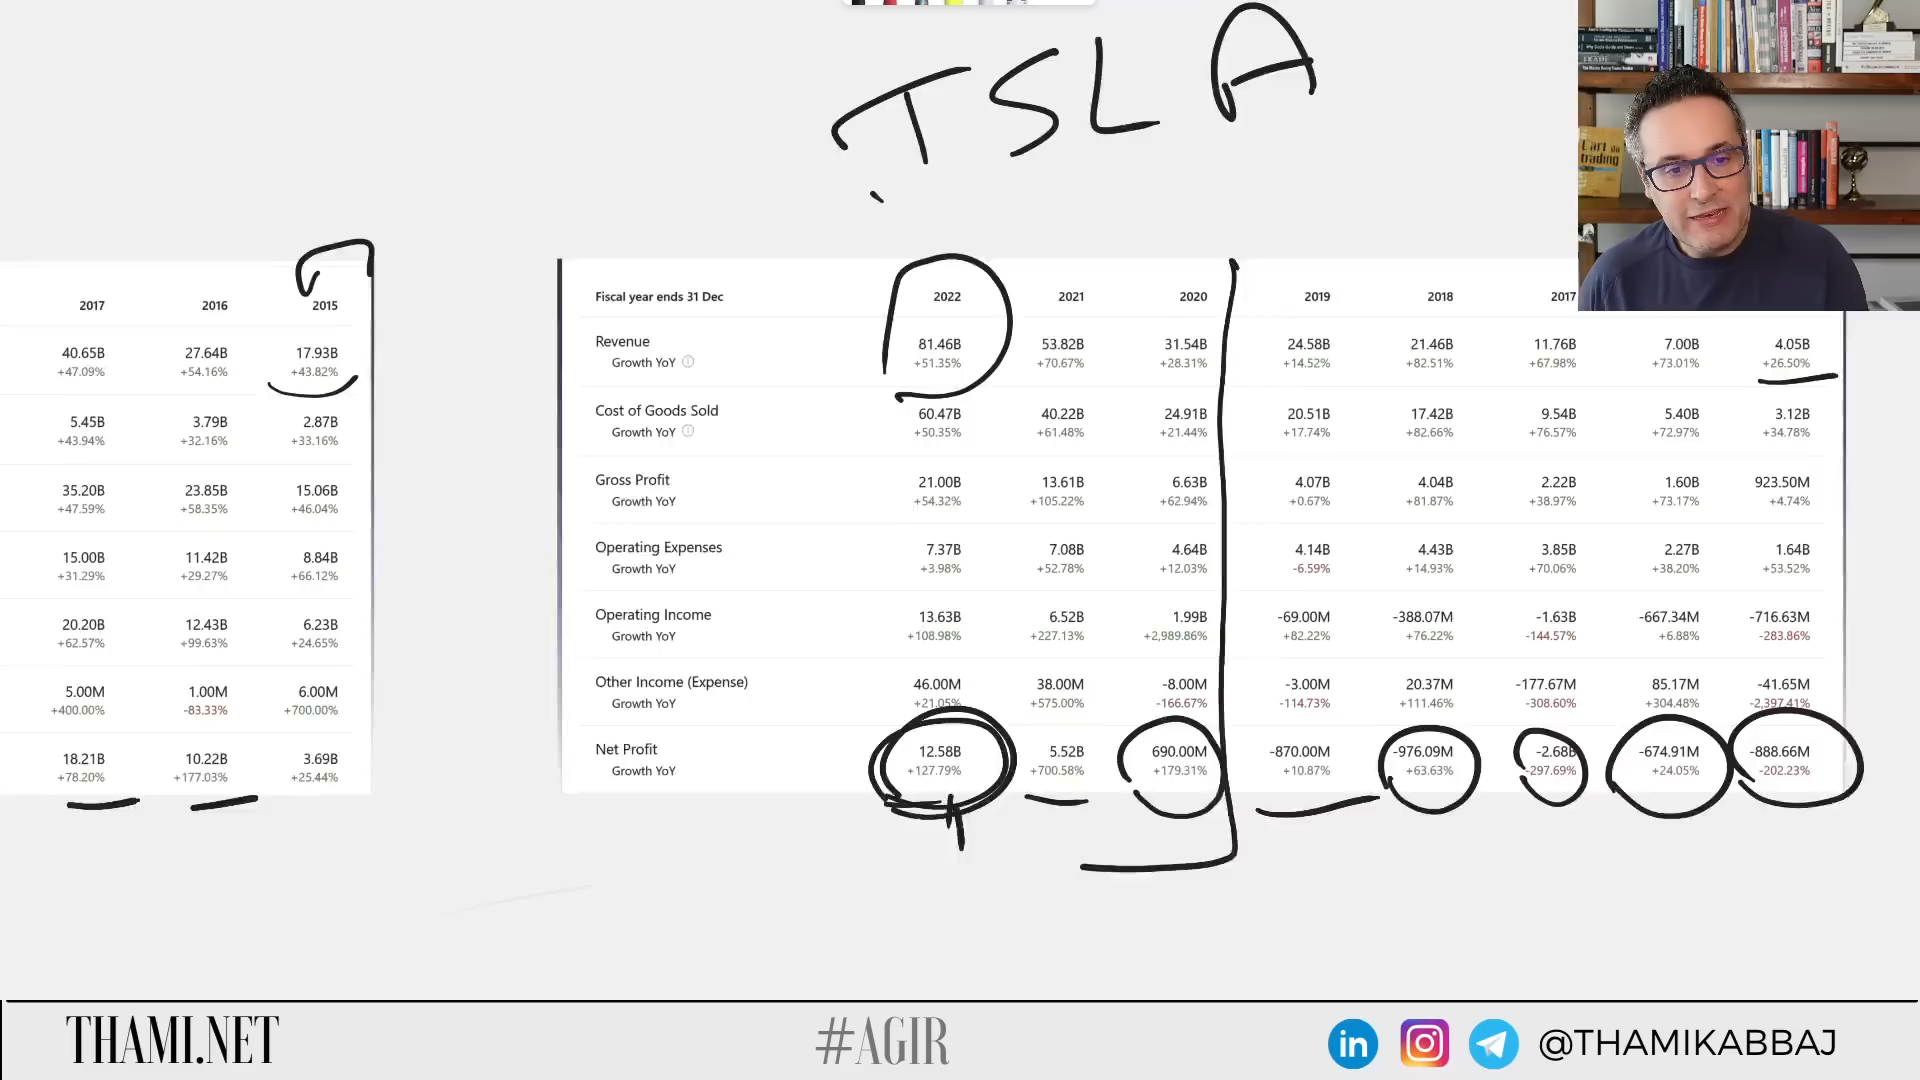 TSLA
2017 2016 2015
40.65B 27.64B 17.93B
+47.09% +54.16% +43.82%
5.45B 3.79B 2.87B
+43.94% +32.16% +33.16%
35.20B 23.85B 15.06B
+47.59% +58.35% +46.04%
15.00B 11.42B 8.84B
+31.29% +29.27% +66.12%
20.20B 12.43B 6.23B
+62.57% +99.63% +24.65%
5.00M 1.00M 6.00M
+400.00% -83.33% +700.00%
18.21B 10.22B 3.69B
+78.20% +177.03% +25.44%
Fiscal year ends 31 Dec 2022 2021 2020 2019 2018 2017
Revenue 81.46B 53.82B 31.54B 24.58B 21.46B 11.76B 7.00B 4.05B
Growth YoY +51.35% +70.67% +28.31% +14.52% +82.51% +67.98% +73.01% +26.50%
Cost of Goods Sold 60.47B 40.22B 24.91B 20.51B 17.42B 9.54B 5.40B 3.12B
Growth YoY +50.35% +61.48% +21.44% +17.74% +82.66% +76.57% +72.97% +34.78%
Gross Profit 21.00B 13.61B 6.63B 4.07B 4.04B 2.22B 1.60B 923.50M
Growth YoY +54.32% +105.22% +62.94% +0.67% +81.87% +38.97% +73.17% +4.74%
Operating Expenses 7.37B 7.08B 4.64B 4.14B 4.43B 3.85B 2.27B 1.64B
Growth YoY +3.98% +52.78% +12.03% -6.59% +14.93% +70.06% +38.20% +53.52%
Operating Income 13.63B 6.52B 1.99B -69.00M -388.07M -1.63B -667.34M -716.63M
Growth YoY +108.98% +227.13% +2,989.86% +82.22% +76.22% -144.57% +6.88% -283.86%
Other Income (Expense) 46.00M 38.00M -8.00M -3.00M 20.37M -177.67M 85.17M -41.65M
Growth YoY +21.05% +575.00% -166.67% -114.73% +111.46% -308.60% +304.48% -2,397.41%
Net Profit 12.58B 5.52B 690.00M -870.00M -976.09M -2.68B -674.91M -888.66M
Growth YoY +127.79% +700.58% +179.31% +10.87% +63.63% -297.69% +24.05% -202.23%
L'art du
trading
THAMI.NET
#AGIR
in
@THAMIKABBAJ